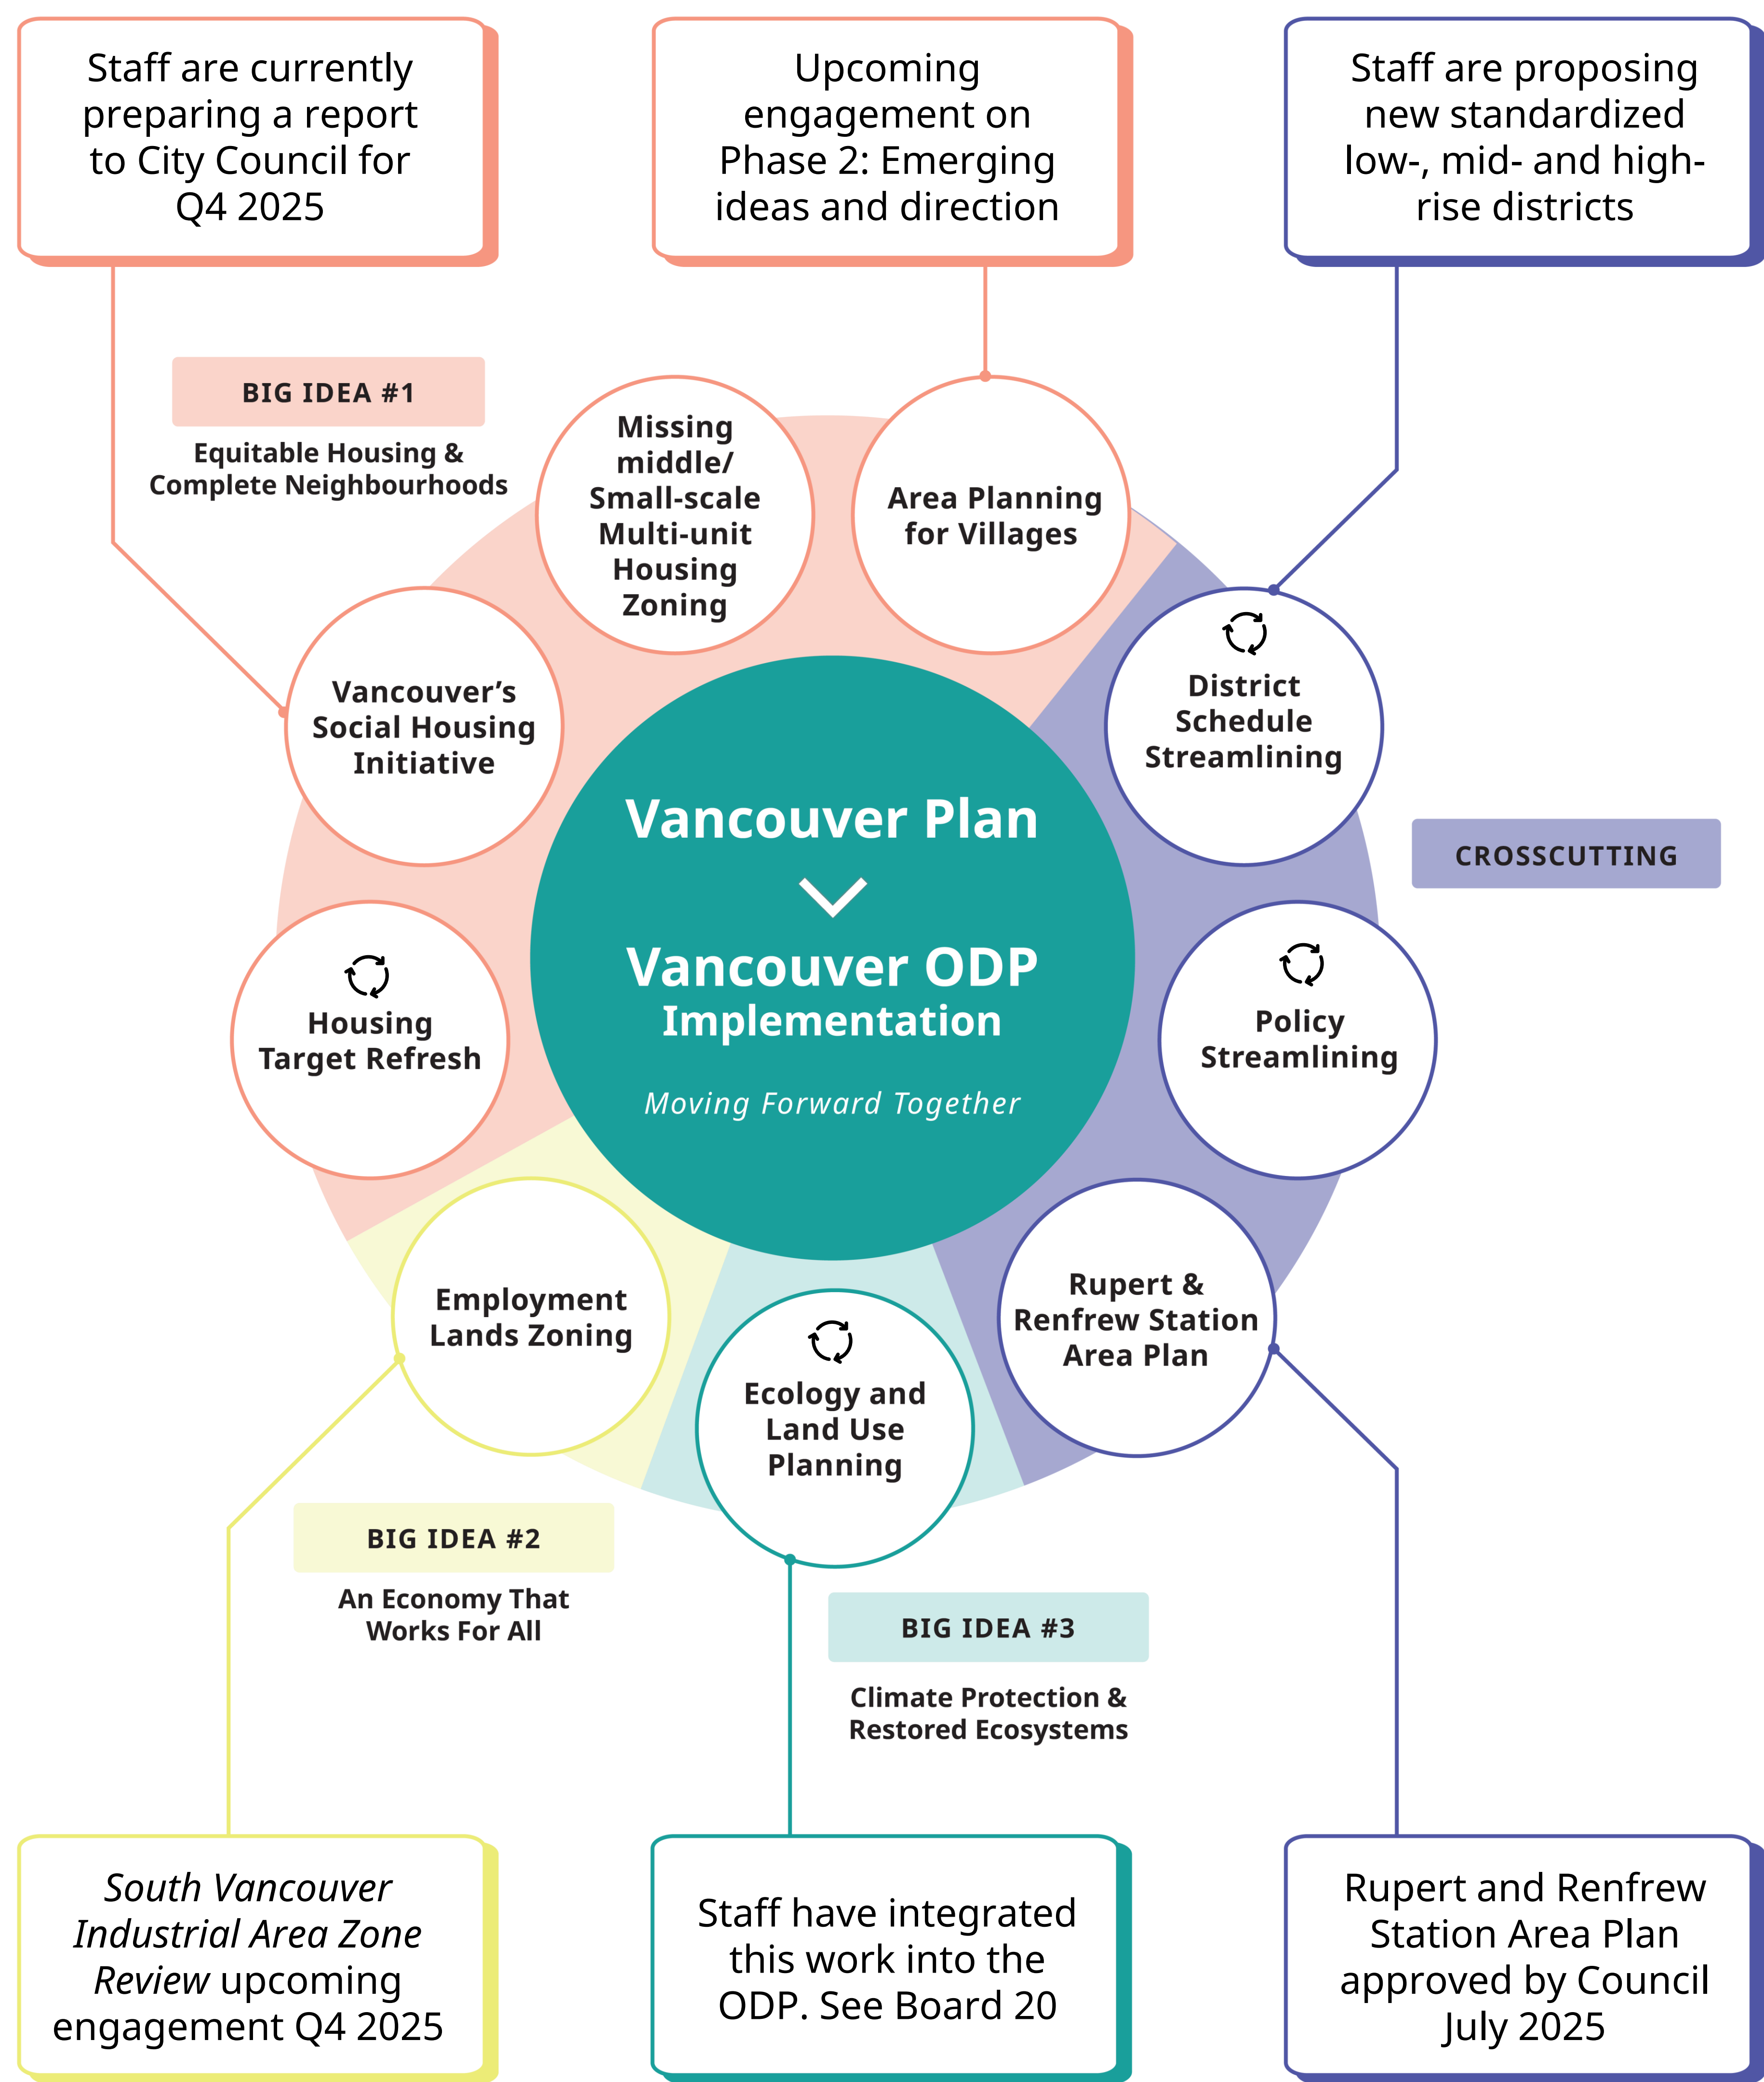 Staff are currently
preparing a report
to City Council for
Q4 2025
Upcoming
engagement on
Phase 2: Emerging
ideas and direction
Staff are proposing
new standardized
low-, mid- and high-
rise districts
BIG IDEA #1
Equitable Housing &
Complete Neighbourhoods
Missing
middle/
Small-scale
Multi-unit
Housing
Zoning
Area Planning
for Villages
Vancouver’s
Social Housing
Initiative
District
Schedule
Streamlining
CROSSCUTTING
Vancouver Plan
Vancouver ODP
Implementation
Moving Forward Together
Housing
Target Refresh
Policy
Streamlining
Employment
Lands Zoning
Ecology and
Land Use
Planning
Rupert &
Renfrew Station
Area Plan
BIG IDEA #2
An Economy That
Works For All
BIG IDEA #3
Climate Protection &
Restored Ecosystems
South Vancouver
Industrial Area Zone
Review upcoming
engagement Q4 2025
Staff have integrated
this work into the
ODP. See Board 20
Rupert and Renfrew
Station Area Plan
approved by Council
July 2025